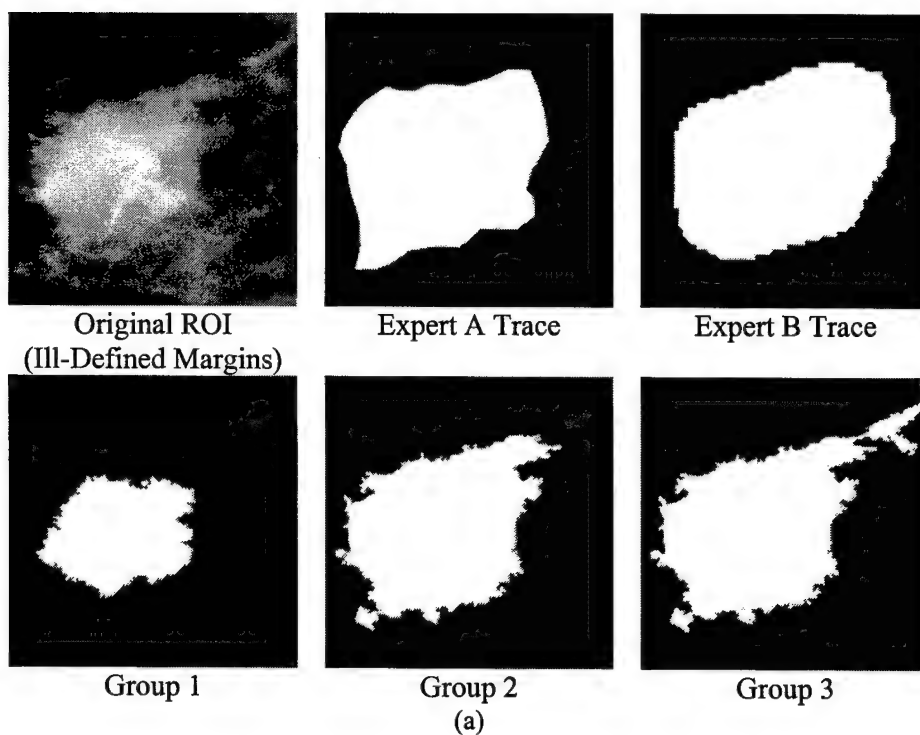 Original ROI
(Ill-Defined Margins)
Expert A Trace
Expert B Trace
Group 1
Group 2
Group 3
(a)